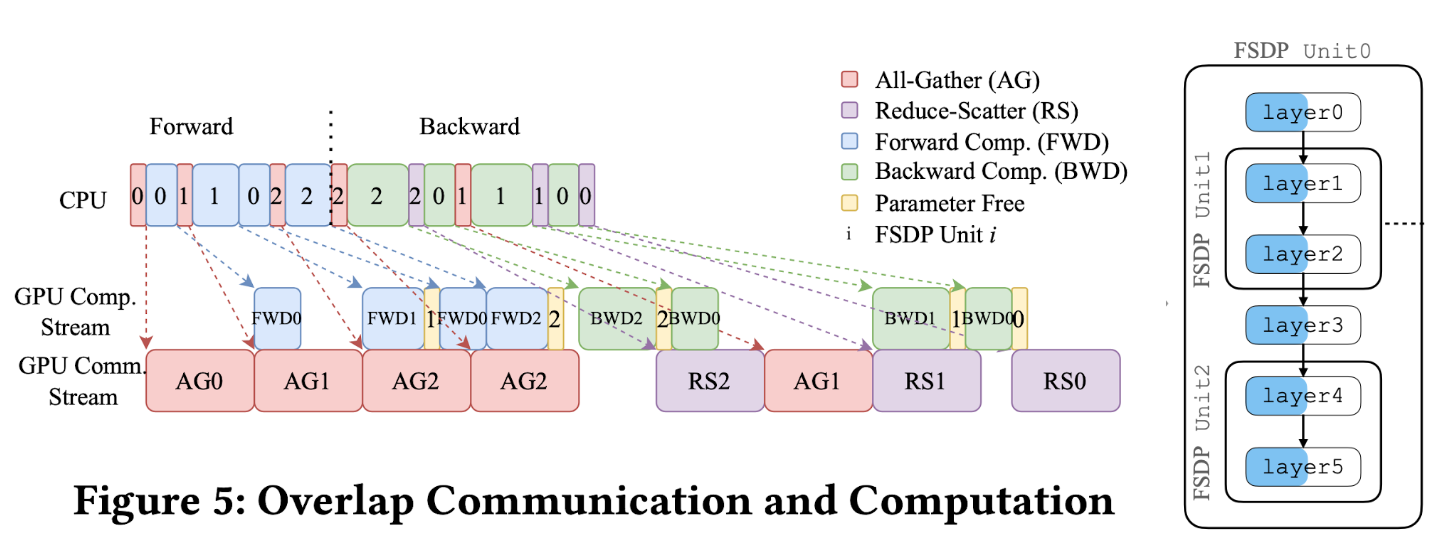 All-Gather (AG)
Reduce-Scatter (RS)
Forward Comp. (FWD)
Backward Comp. (BWD)
Parameter Free
i FSDP Unit i
Forward
Backward
CPU
0 0 1 1 0 2 2 2 2 2 0 1 1 1 0 0
GPU Comp.
Stream
FWD0 FWD1 1 FWD0 FWD2 2 BWD2 2 BWD0 BWD1 1 BWD0 0
GPU Comm.
Stream
AG0 AG1 AG2 AG2 RS2 AG1 RS1 RS0
Figure 5: Overlap Communication and Computation
FSDP Unit0
layer0
FSDP Unit1
layer1
layer2
layer3
FSDP Unit2
layer4
layer5